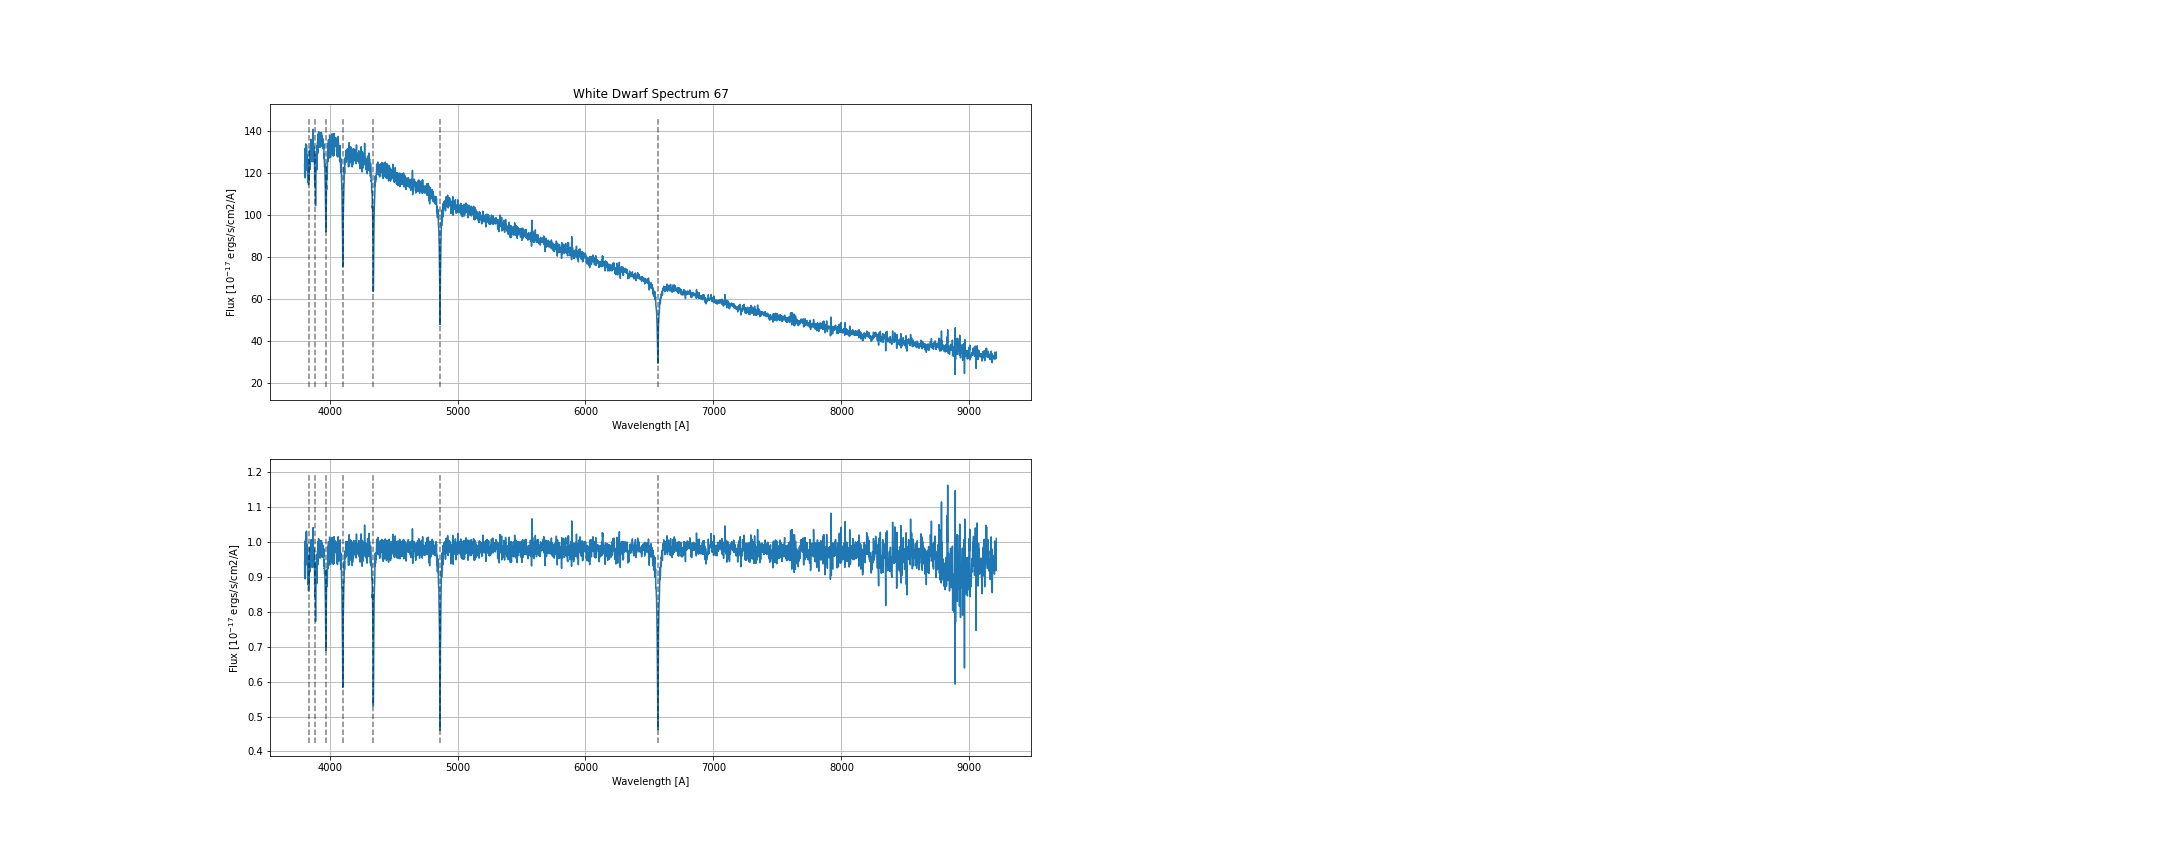 White Dwarf Spectrum 67
Flux [10⁻¹⁷ ergs/s/cm2/A]
140
120
100
80
60
40
20
4000 5000 6000 7000 8000 9000
Wavelength [A]
Flux [10⁻¹⁷ ergs/s/cm2/A]
1.2
1.1
1.0
0.9
0.8
0.7
0.6
0.5
0.4
4000 5000 6000 7000 8000 9000
Wavelength [A]